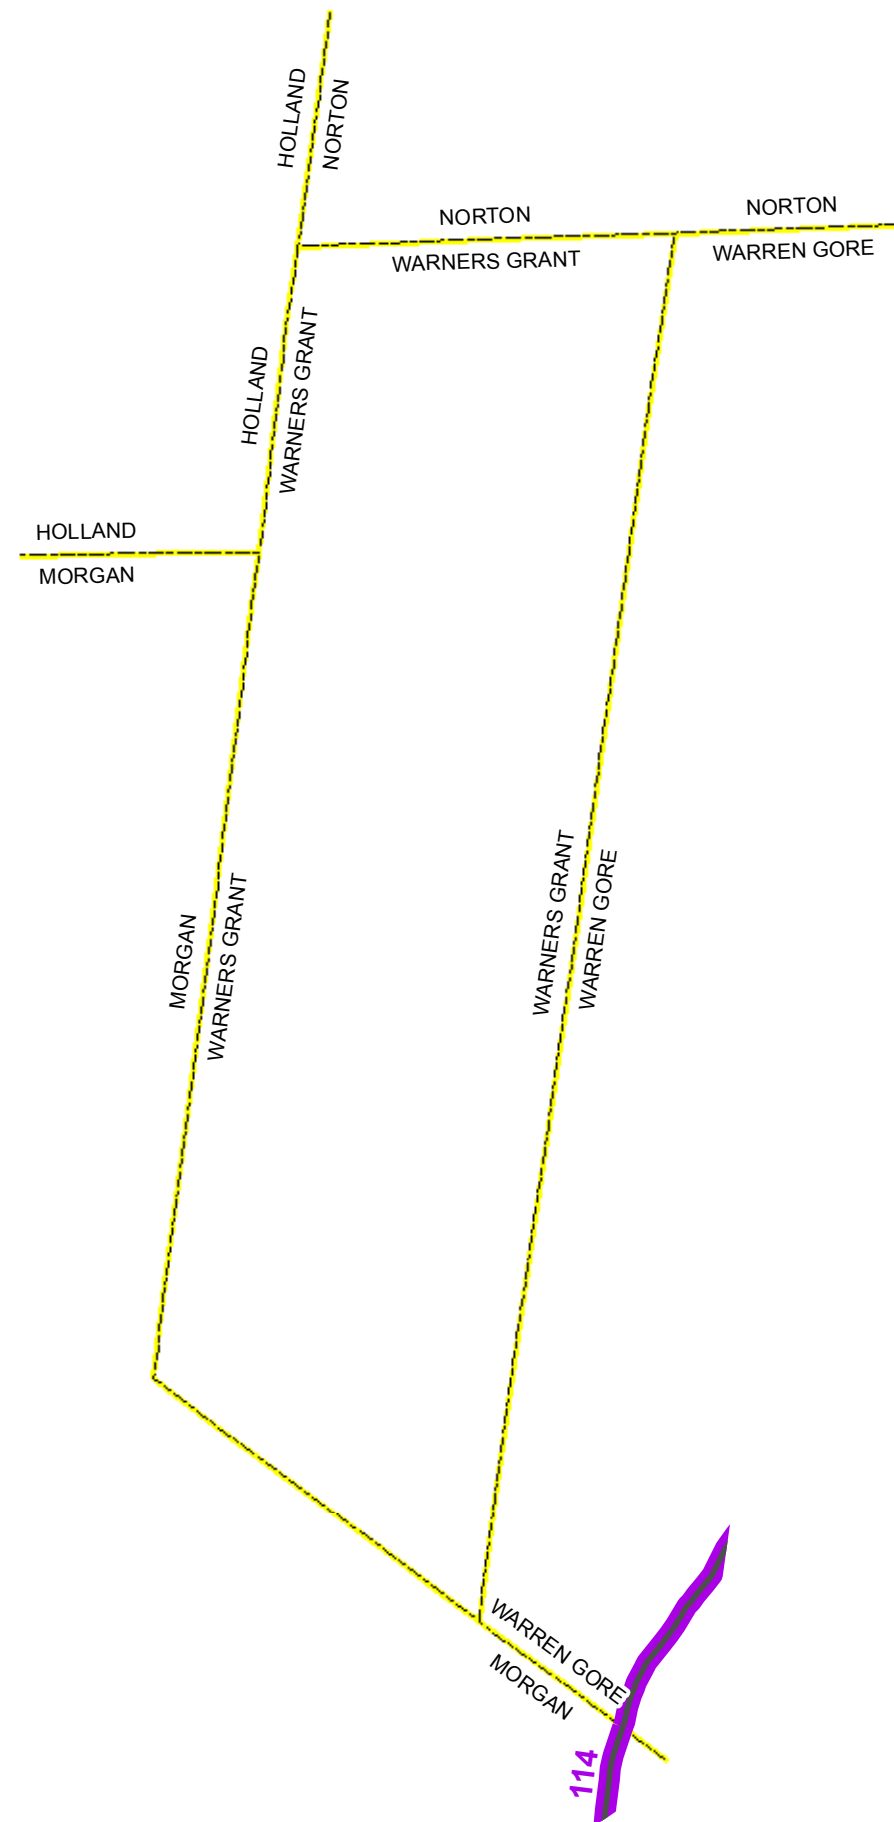 HOLLAND
NORTON
NORTON
NORTON
WARNERS GRANT
WARREN GORE
HOLLAND
WARNERS GRANT
HOLLAND
MORGAN
WARNERS GRANT
WARREN GORE
MORGAN
WARNERS GRANT
WARREN GORE
MORGAN
114